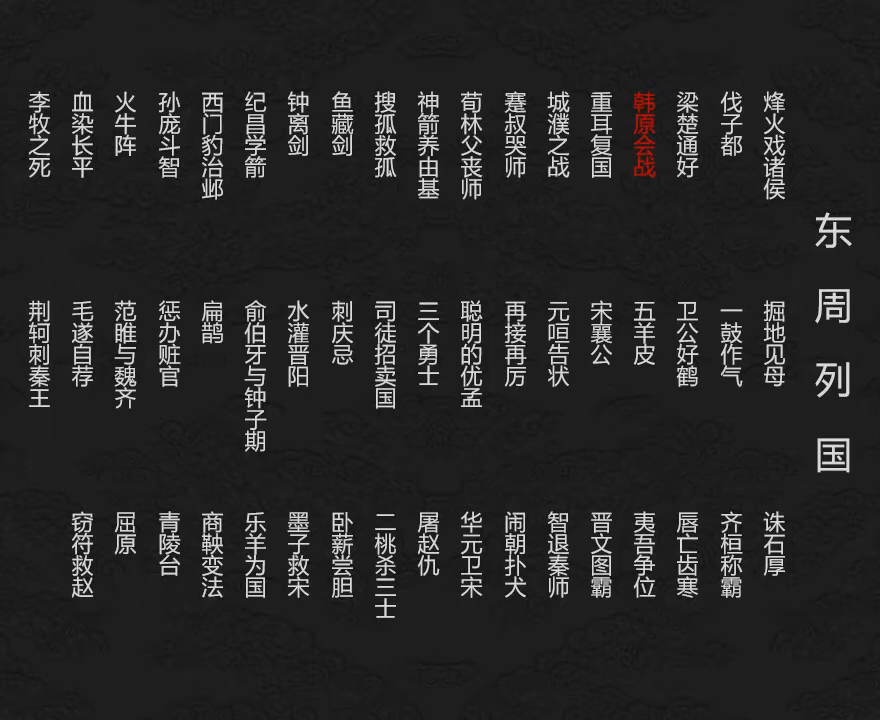 东周列国
烽火戏诸侯
掘地见母
诛石厚
伐子都
一鼓作气
齐桓称霸
梁楚通好
卫公好鹤
唇亡齿寒
韩原会战
五羊皮
夷吾争位
重耳复国
宋襄公
晋文图霸
城濮之战
元咺告状
智退秦师
蹇叔哭师
再接再厉
闹朝扑犬
荀林父丧师
聪明的优孟
华元卫宋
神箭养由基
三个勇士
屠赵仇
搜孤救孤
司徒招卖国
二桃杀三士
鱼藏剑
刺庆忌
卧薪尝胆
钟离剑
水灌晋阳
墨子救宋
纪昌学箭
俞伯牙与钟子期
乐羊为国
西门豹治邺
扁鹊
商鞅变法
孙庞斗智
惩办赃官
青陵台
火牛阵
范睢与魏齐
屈原
血染长平
毛遂自荐
窃符救赵
李牧之死
荆轲刺秦王